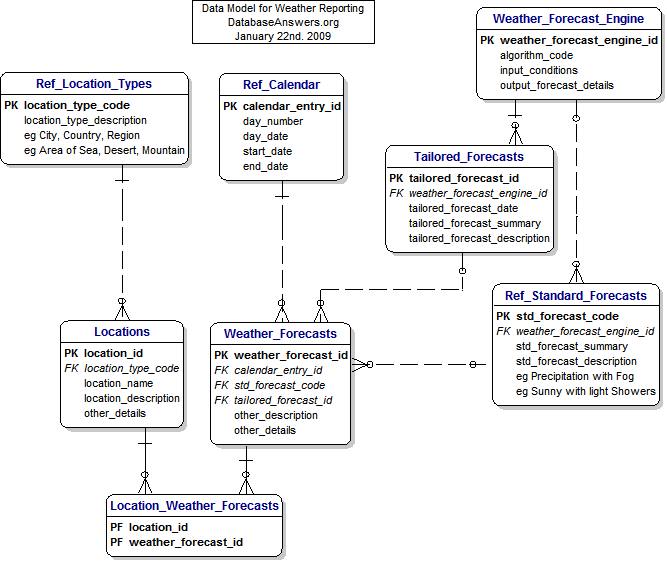 Data Model for Weather Reporting
DatabaseAnswers.org
January 22nd. 2009
Weather_Forecast_Engine
PK weather_forecast_engine_id
algorithm_code
input_conditions
output_forecast_details
Ref_Location_Types
PK location_type_code
location_type_description
eg City, Country, Region
eg Area of Sea, Desert, Mountain
Ref_Calendar
PK calendar_entry_id
day_number
day_date
start_date
end_date
Tailored_Forecasts
PK tailored_forecast_id
FK weather_forecast_engine_id
tailored_forecast_date
tailored_forecast_summary
tailored_forecast_description
Ref_Standard_Forecasts
PK std_forecast_code
FK weather_forecast_engine_id
std_forecast_summary
std_forecast_description
eg Precipitation with Fog
eg Sunny with light Showers
Locations
PK location_id
FK location_type_code
location_name
location_description
other_details
Weather_Forecasts
PK weather_forecast_id
FK calendar_entry_id
FK std_forecast_code
FK tailored_forecast_id
other_description
other_details
Location_Weather_Forecasts
PF location_id
PF weather_forecast_id